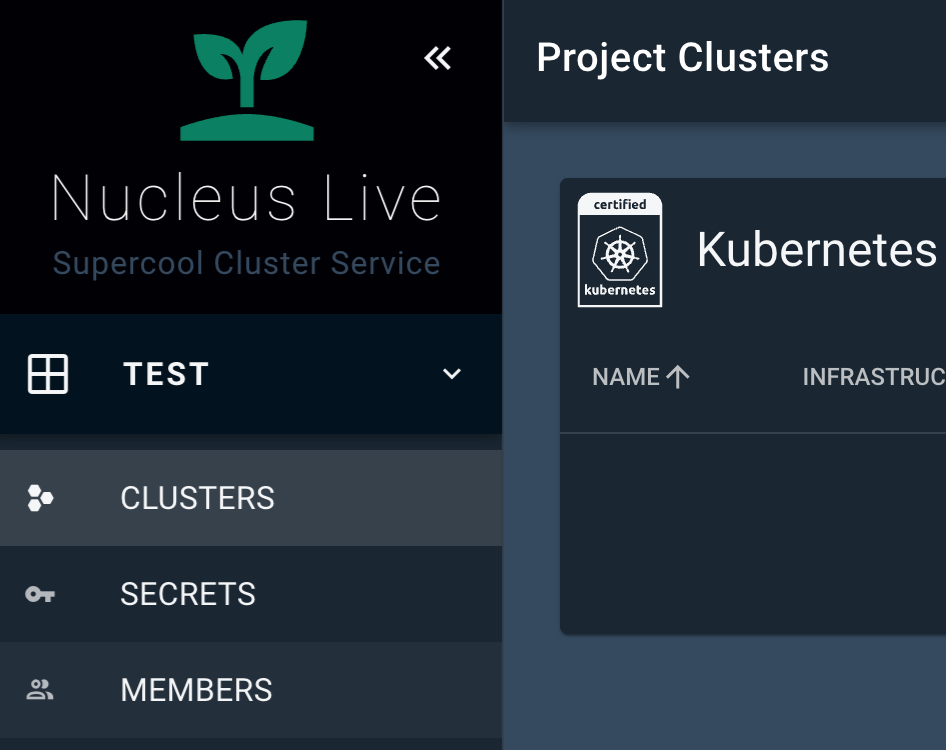 Nucleus Live
Supercool Cluster Service
TEST
CLUSTERS
SECRETS
MEMBERS
Project Clusters
certified
kubernetes
Kubernetes
NAME
INFRASTRUC